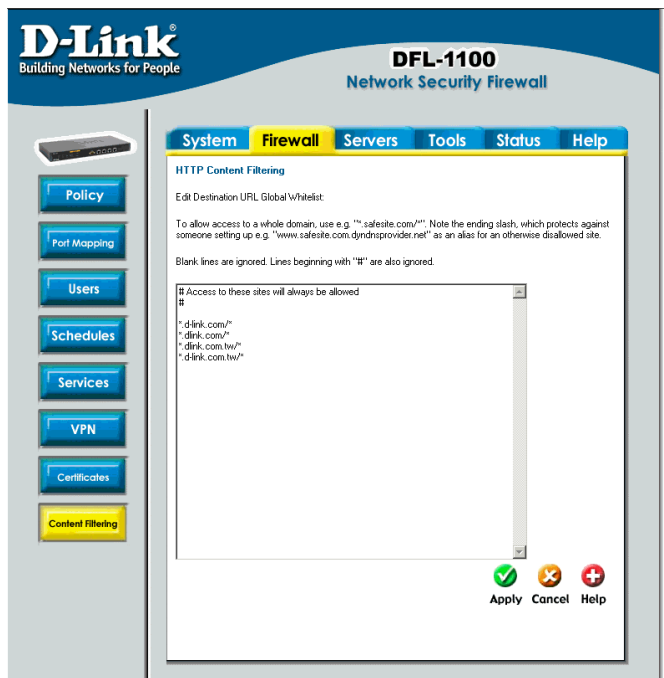 D-Link®
Building Networks for People
DFL-1100
Network Security Firewall
System Firewall Servers Tools Status Help
Policy
Port Mapping
Users
Schedules
Services
VPN
Certificates
Content Filtering
HTTP Content Filtering
Edit Destination URL Global Whitelist:
To allow access to a whole domain, use e.g. "*.safesite.com/*". Note the ending slash, which protects against
someone setting up e.g. "www.safesite.com.dyndnsprovider.net" as an alias for an otherwise disallowed site.
Blank lines are ignored. Lines beginning with "#" are also ignored.
# Access to these sites will always be allowed
#
*.d-link.com/*
*.dlink.com/*
*.dlink.com.tw/*
*.d-link.com.tw/*
Apply Cancel Help